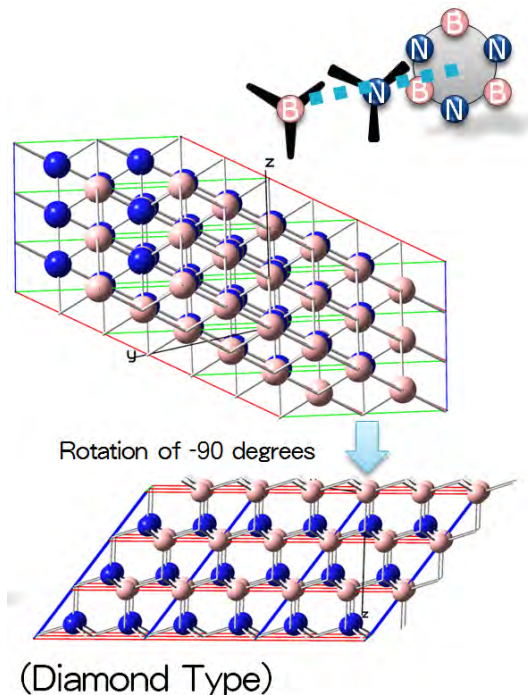 B
N N
B N
B B
N
z
y
Rotation of -90 degrees
z
(Diamond Type)